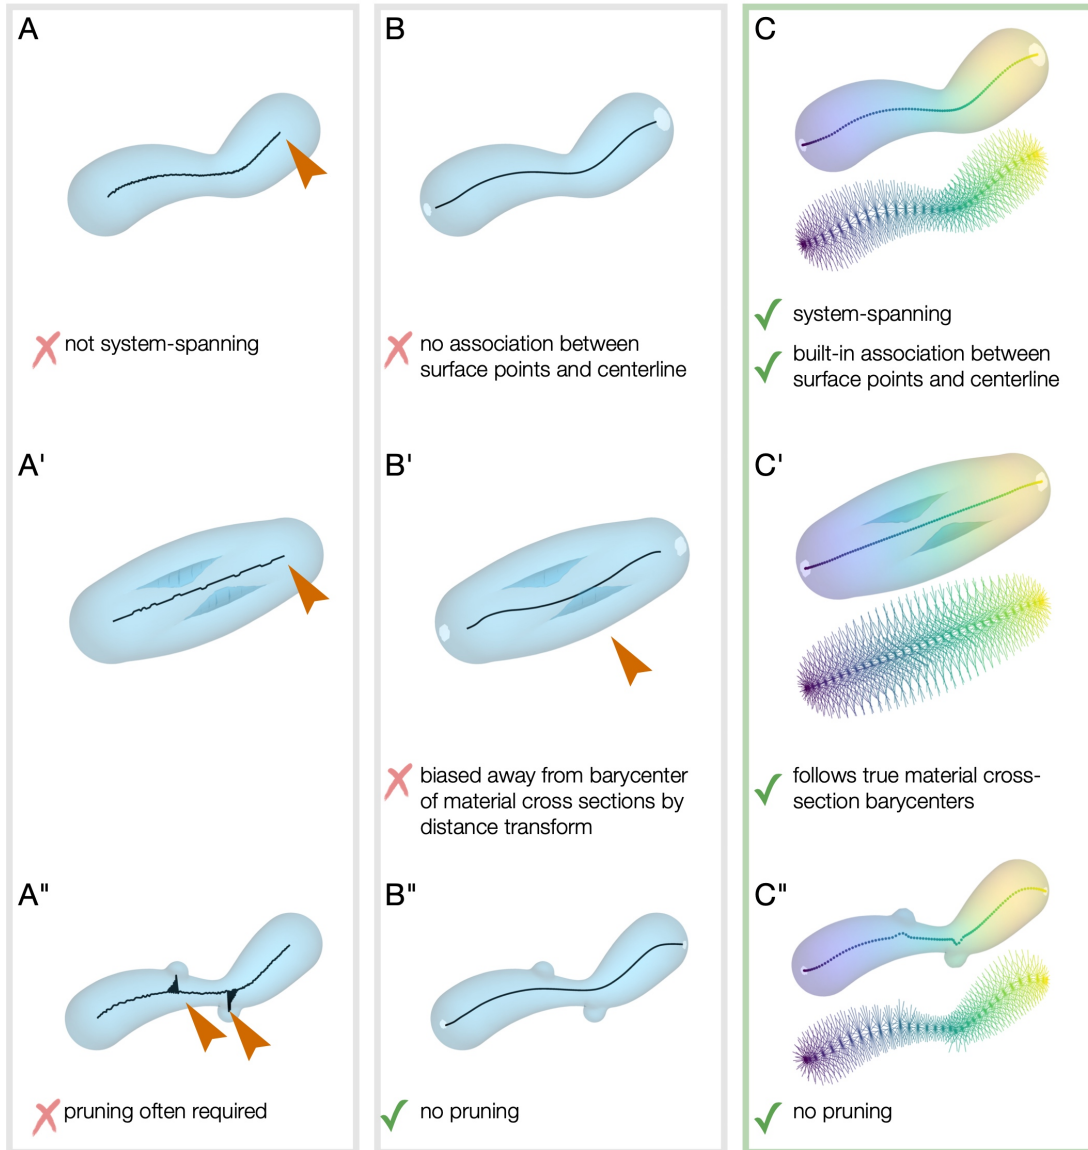 A
B
C
not system-spanning
no association between
surface points and centerline
system-spanning
built-in association between
surface points and centerline
A'
B'
C'
biased away from barycenter
of material cross sections by
distance transform
follows true material cross-
section barycenters
A"
B"
C"
pruning often required
no pruning
no pruning